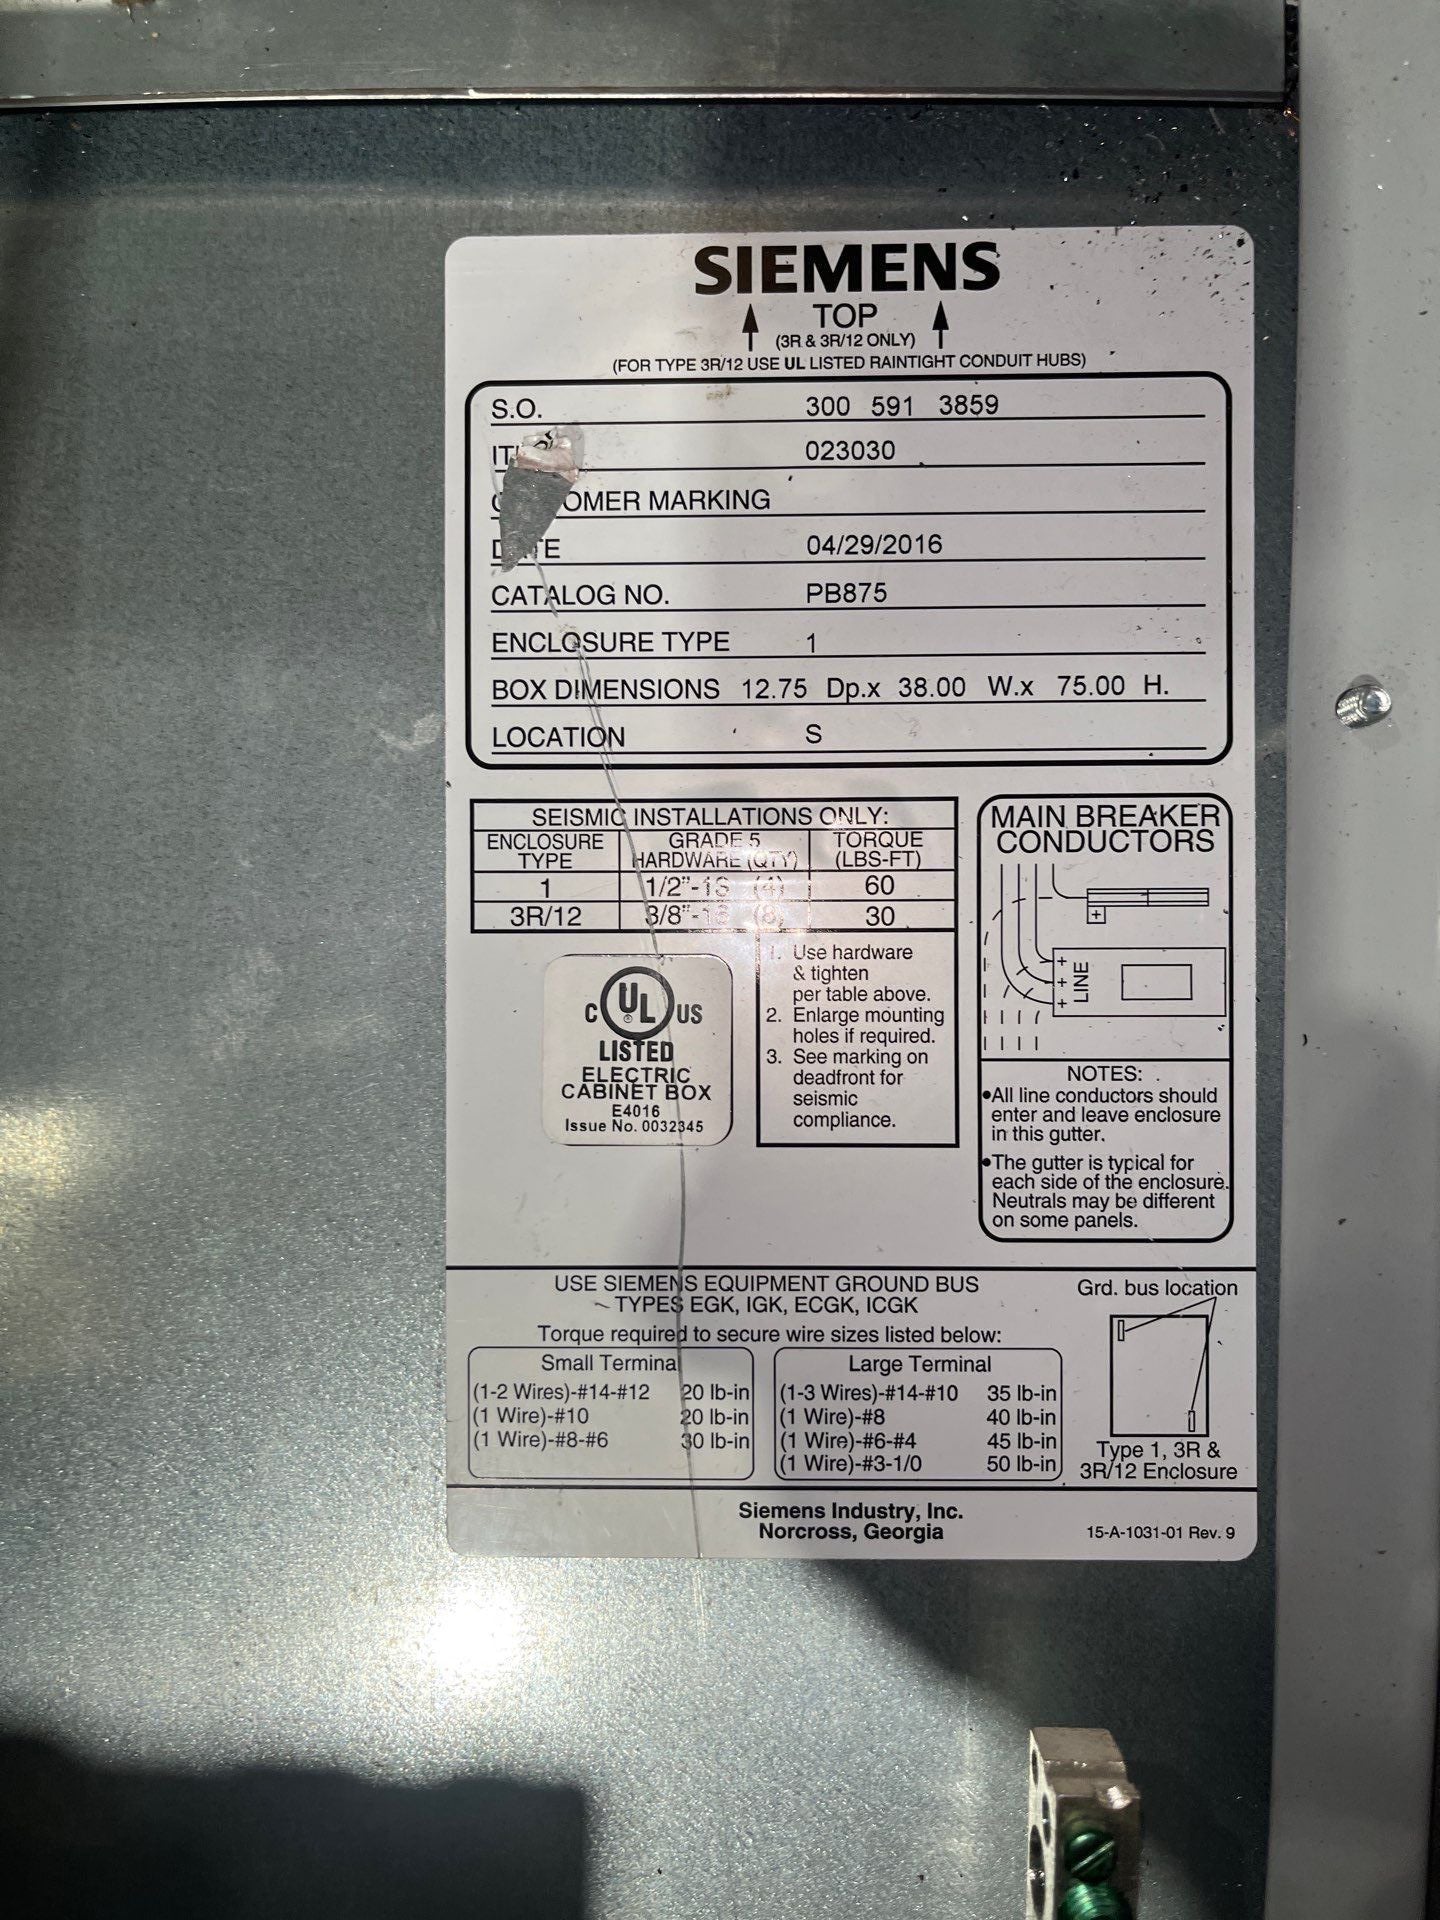 SIEMENS
TOP
(3R & 3R/12 ONLY)
(FOR TYPE 3R/12 USE UL LISTED RAINTIGHT CONDUIT HUBS)
S.O. 300 591 3859
023030
MARKING
04/29/2016
CATALOG NO. PB875
ENCLOSURE TYPE 1
BOX DIMENSIONS 12.75 Dp.x 38.00 W.x 75.00 H.
LOCATION S
SEISMIC INSTALLATIONS ONLY:
ENCLOSURE TYPE GRADE 5 HARDWARE (QTY) TORQUE (LBS-FT)
1 (4) 60
3R/12 (8) 30
1. Use hardware
& tighten
per table above.
2. Enlarge mounting
holes if required.
3. See marking on
deadfront for
seismic
compliance.
C UL US
®
LISTED
ELECTRIC
CABINET BOX
E4016
Issue No. 0032345
MAIN BREAKER
CONDUCTORS
LINE
NOTES:
•All line conductors should
enter and leave enclosure
in this gutter.
•The gutter is typical for
each side of the enclosure.
Neutrals may be different
on some panels.
USE SIEMENS EQUIPMENT GROUND BUS
TYPES EGK, IGK, ECGK, ICGK
Torque required to secure wire sizes listed below:
Small Terminal
(1-2 Wires)-#14-#12 20 lb-in
(1 Wire)-#10 20 lb-in
(1 Wire)-#8-#6 30 lb-in
Large Terminal
(1-3 Wires)-#14-#10 35 lb-in
(1 Wire)-#8 40 lb-in
(1 Wire)-#6-#4 45 lb-in
(1 Wire)-#3-1/0 50 lb-in
Grd. bus location
Type 1, 3R &
3R/12 Enclosure
Siemens Industry, Inc.
Norcross, Georgia
15-A-1031-01 Rev. 9